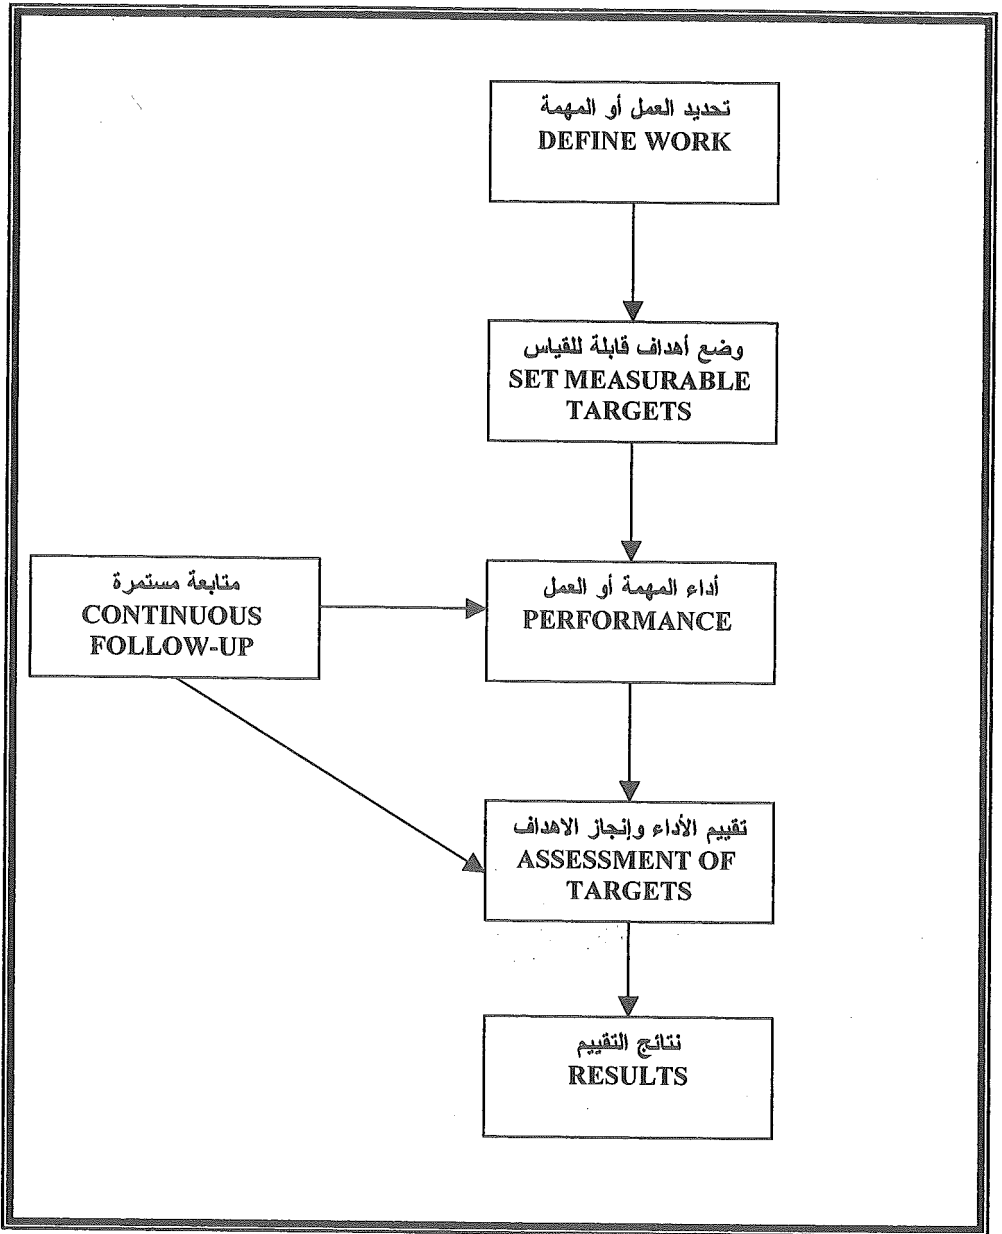 تحديد العمل أو المهمة
DEFINE WORK
وضع أهداف قابلة للقياس
SET MEASURABLE
TARGETS
متابعة مستمرة
CONTINUOUS
FOLLOW-UP
أداء المهمة أو العمل
PERFORMANCE
تقييم الأداء وإنجاز الاهداف
ASSESSMENT OF
TARGETS
نتائج التقييم
RESULTS